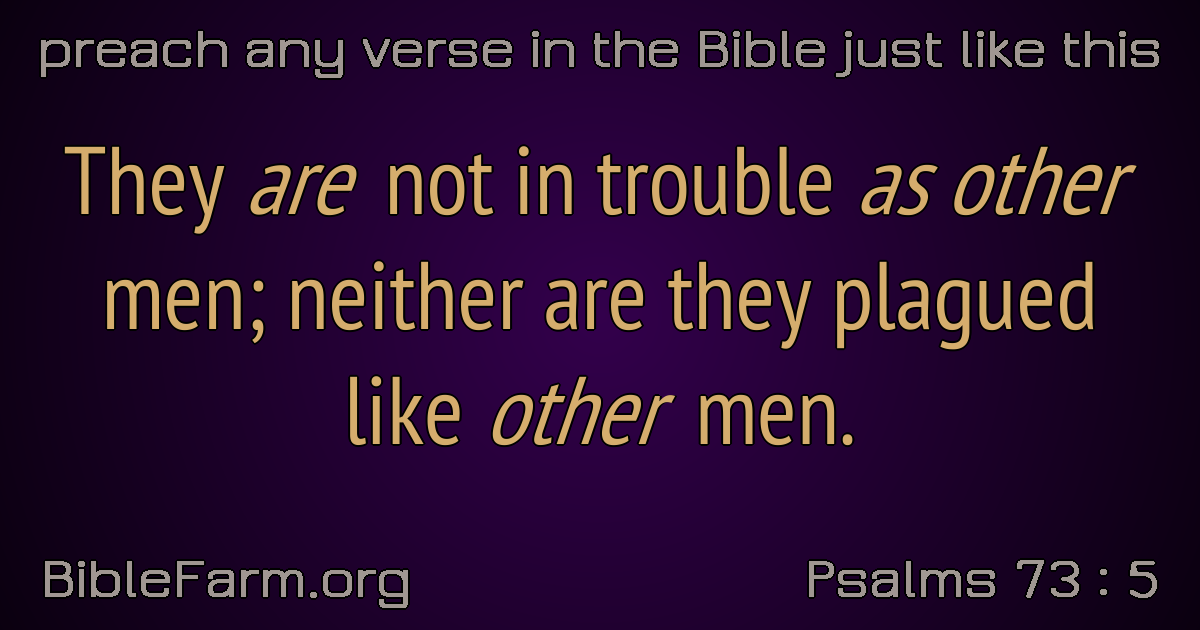 preach any verse in the Bible just like this
They are not in trouble as other
men; neither are they plagued
like other men.
BibleFarm.org
Psalms 73 : 5